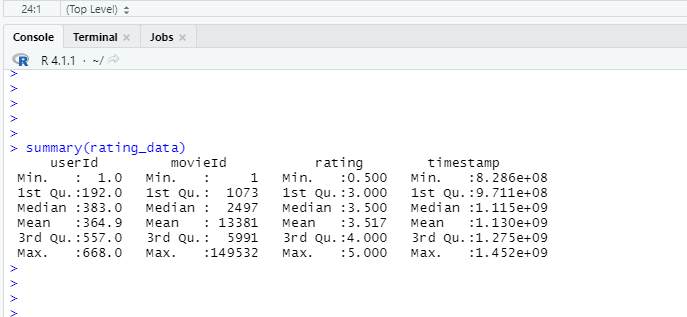 24:1 (Top Level)
Console Terminal Jobs
R R 4.1.1 · ~/
>
>
>
>
>
> summary(rating_data)
userId movieId rating timestamp
Min. : 1.0 Min. : 1 Min. :0.500 Min. :8.286e+08
1st Qu.:192.0 1st Qu.: 1073 1st Qu.:3.000 1st Qu.:9.711e+08
Median :383.0 Median : 2497 Median :3.500 Median :1.115e+09
Mean :364.9 Mean : 13381 Mean :3.517 Mean :1.130e+09
3rd Qu.:557.0 3rd Qu.: 5991 3rd Qu.:4.000 3rd Qu.:1.275e+09
Max. :668.0 Max. :149532 Max. :5.000 Max. :1.452e+09
>
>
>
>